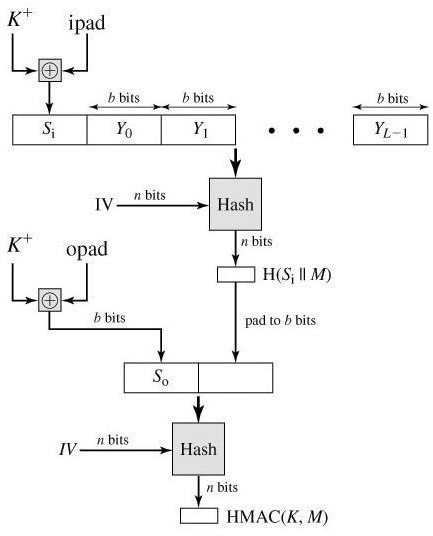 K⁺ ipad
b bits b bits b bits
Sᵢ Y₀ Y₁ • • • Y_L−1
IV n bits Hash
n bits
K⁺ opad
H(Sᵢ || M)
b bits pad to b bits
Sₒ
IV n bits Hash
n bits
HMAC(K, M)